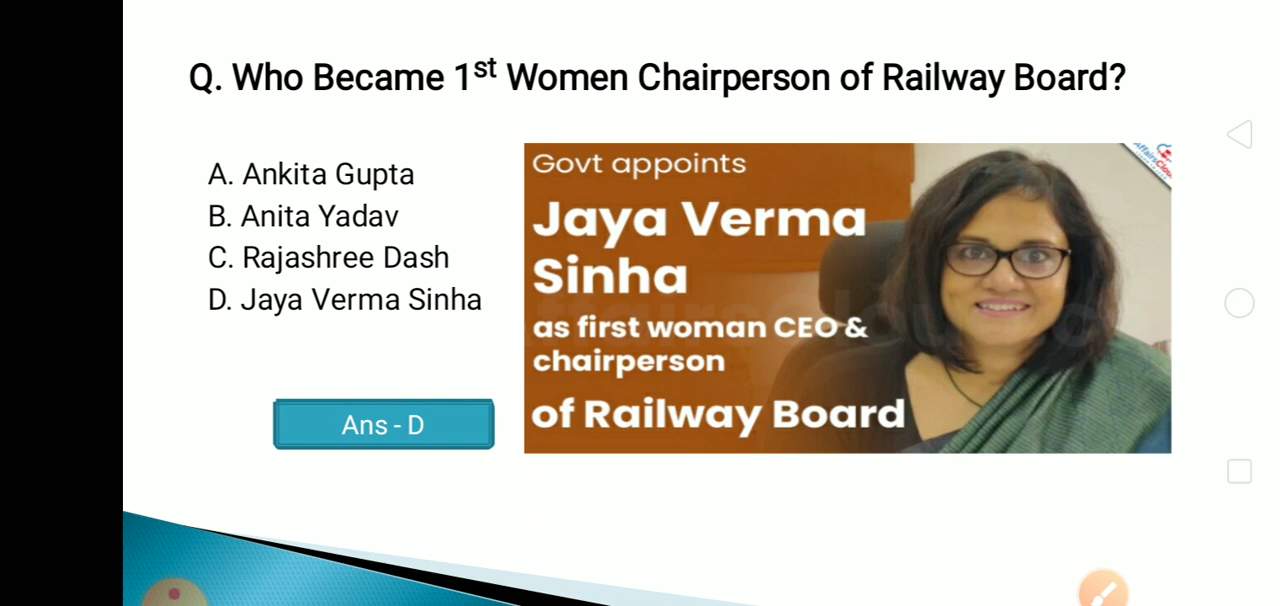 Q. Who Became 1st Women Chairperson of Railway Board?
A. Ankita Gupta
B. Anita Yadav
C. Rajashree Dash
D. Jaya Verma Sinha
Ans - D
Govt appoints
Jaya Verma
Sinha
as first woman CEO &
chairperson
of Railway Board